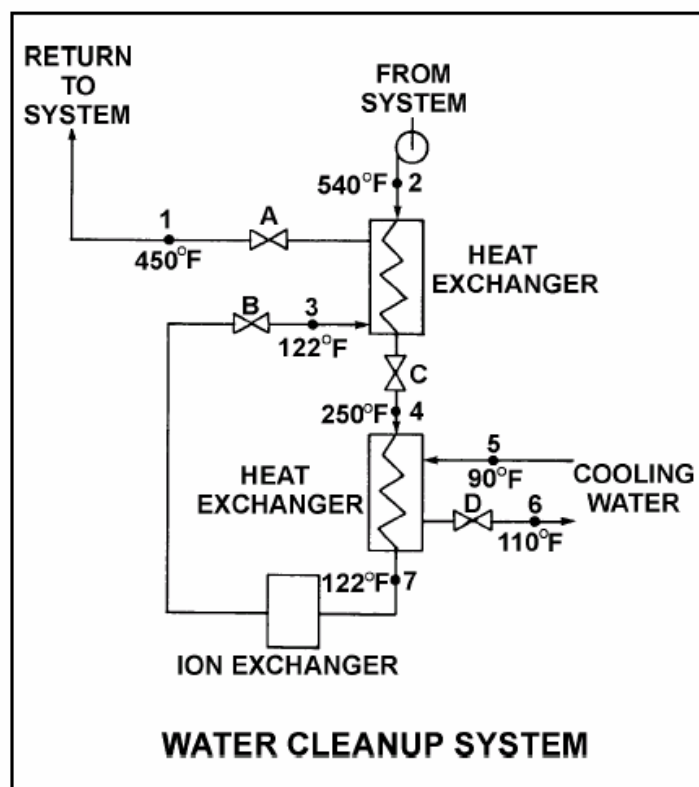 RETURN
TO
SYSTEM
FROM
SYSTEM
540°F 2
1
A
450°F
HEAT
EXCHANGER
B
3
122°F
C
250°F 4
HEAT
EXCHANGER
5
90°F
COOLING
WATER
D
6
110°F
122°F 7
ION EXCHANGER
WATER CLEANUP SYSTEM